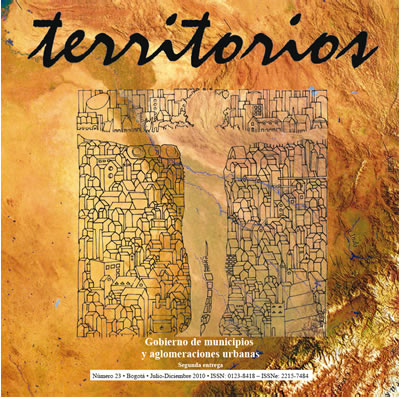 territorios
Gobierno de municipios
y aglomeraciones urbanas
Segunda entrega
Número 23 • Bogotá • Julio-Diciembre 2010 • ISSN: 0123-8418 – ISSNe: 2215-7484